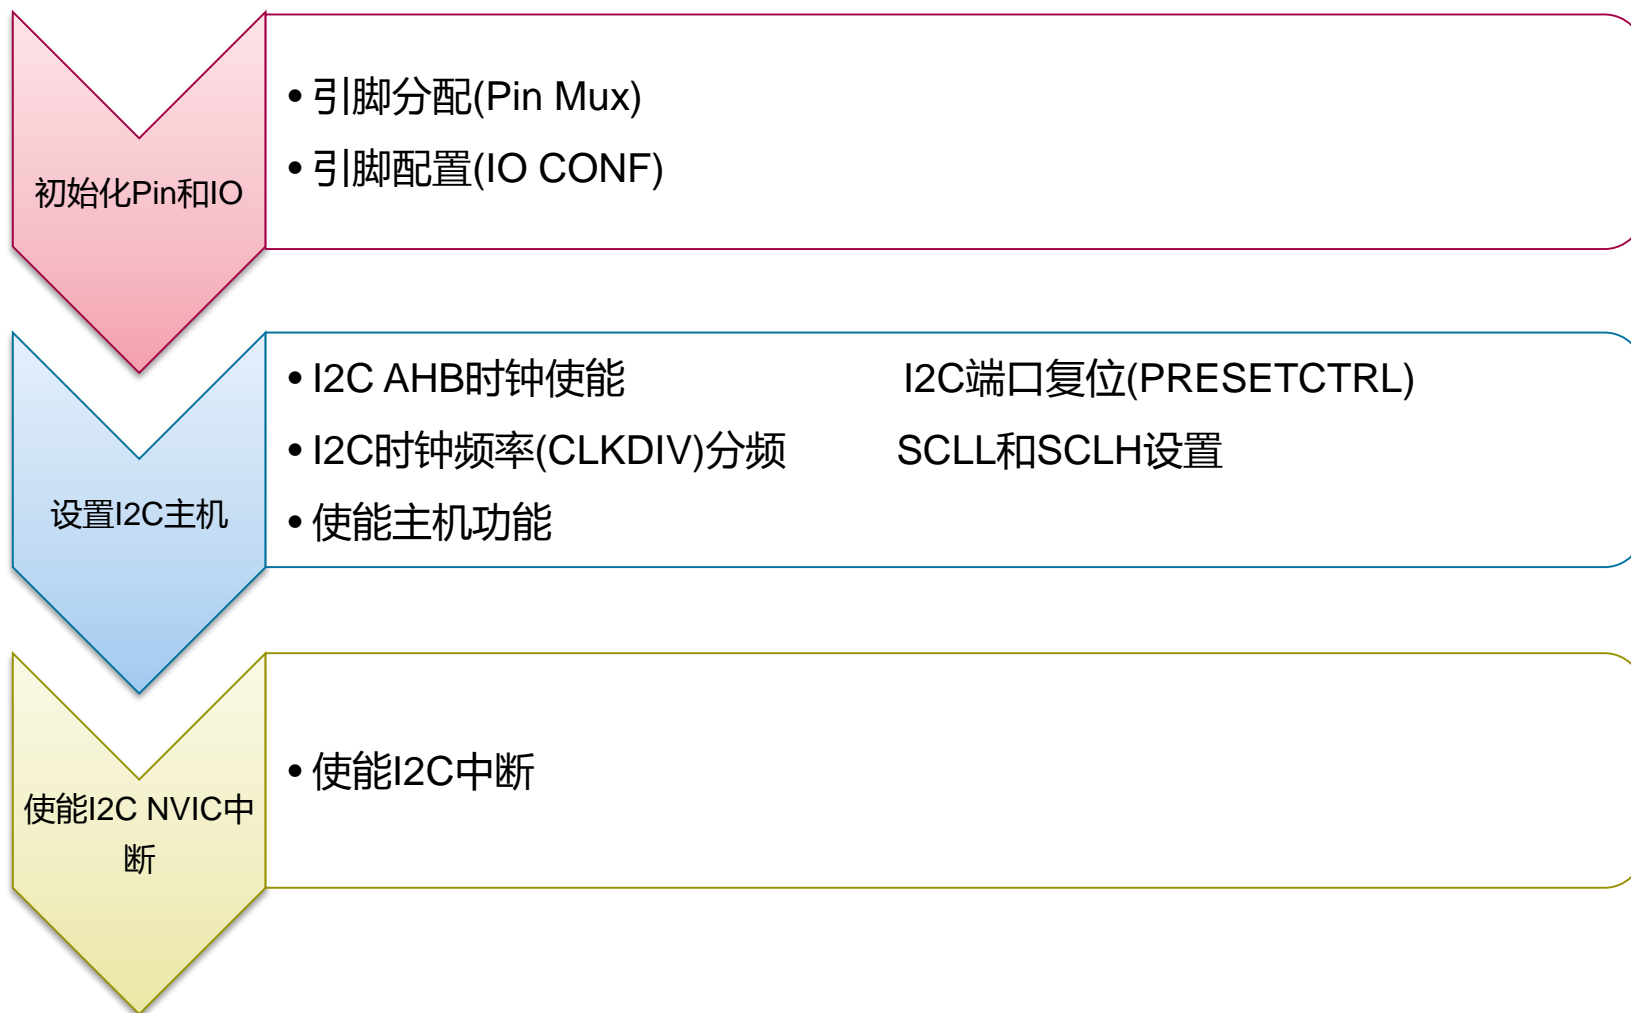 初始化Pin和IO
• 引脚分配(Pin Mux)
• 引脚配置(IO CONF)
设置I2C主机
• I2C AHB时钟使能 I2C端口复位(PRESETCTRL)
• I2C时钟频率(CLKDIV)分频 SCLL和SCLH设置
• 使能主机功能
使能I2C NVIC中
断
• 使能I2C中断